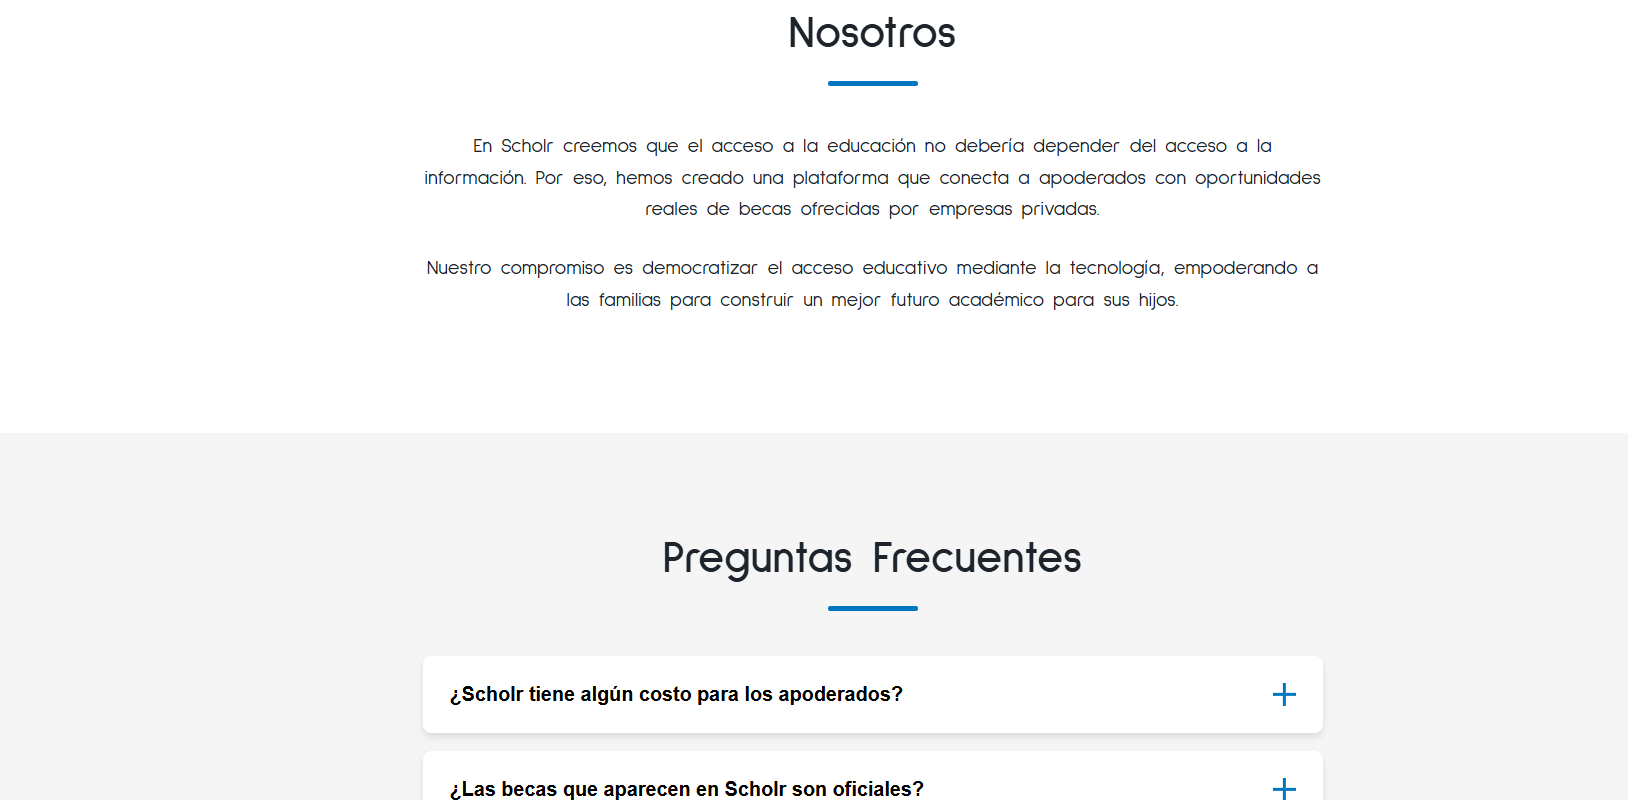 Nosotros
En Scholr creemos que el acceso a la educación no debería depender del acceso a la
información. Por eso, hemos creado una plataforma que conecta a apoderados con oportunidades
reales de becas ofrecidas por empresas privadas.
Nuestro compromiso es democratizar el acceso educativo mediante la tecnología, empoderando a
las familias para construir un mejor futuro académico para sus hijos.
Preguntas Frecuentes
¿Scholr tiene algún costo para los apoderados?
¿Las becas que aparecen en Scholr son oficiales?